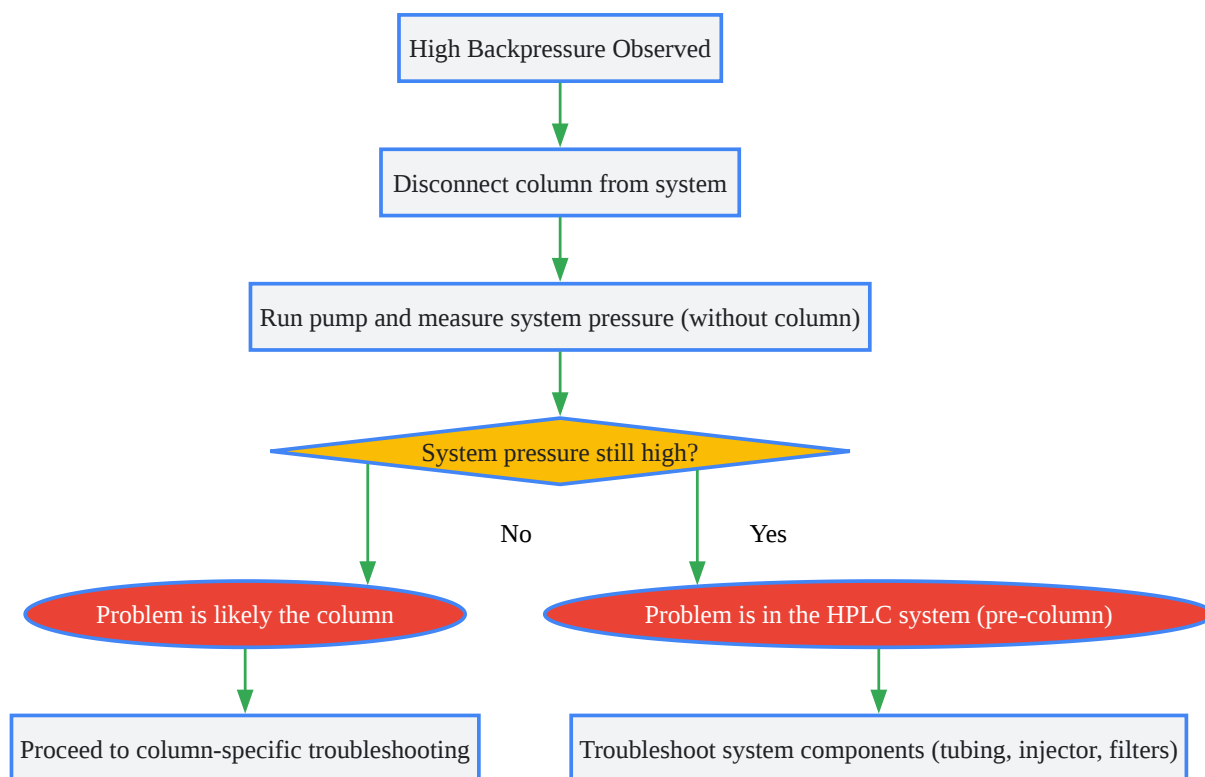 High Backpressure Observed
Disconnect column from system
Run pump and measure system pressure (without column)
System pressure still high?
No
Yes
Problem is likely the column
Problem is in the HPLC system (pre-column)
Proceed to column-specific troubleshooting
Troubleshoot system components (tubing, injector, filters)